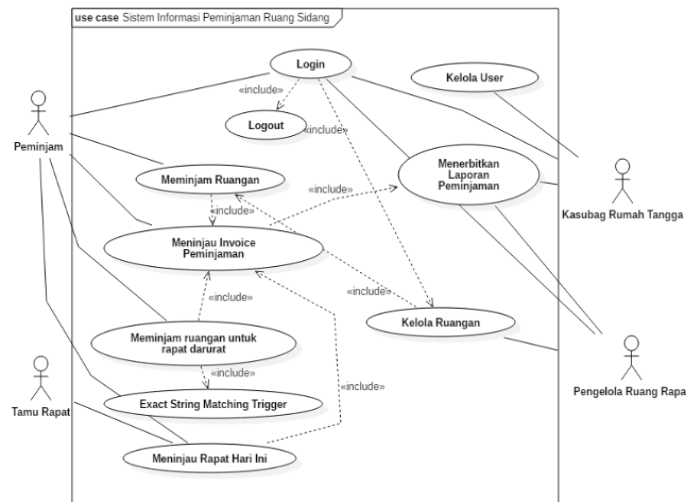 use case Sistem Informasi Peminjaman Ruang Sidang
Login
Kelola User
«include»
Logout
«include»
Peminjam
Menerbitkan
Laporan
Peminjaman
Meminjam Ruangan
«include»
«include»
Kasubag Rumah Tangga
Meninjau Invoice
Peminjaman
«include»
«include»
Kelola Ruangan
Meminjam ruangan untuk
rapat darurat
«include»
«include»
Pengelola Ruang Rapa
Tamu Rapat
Exact String Matching Trigger
Meninjau Rapat Hari Ini